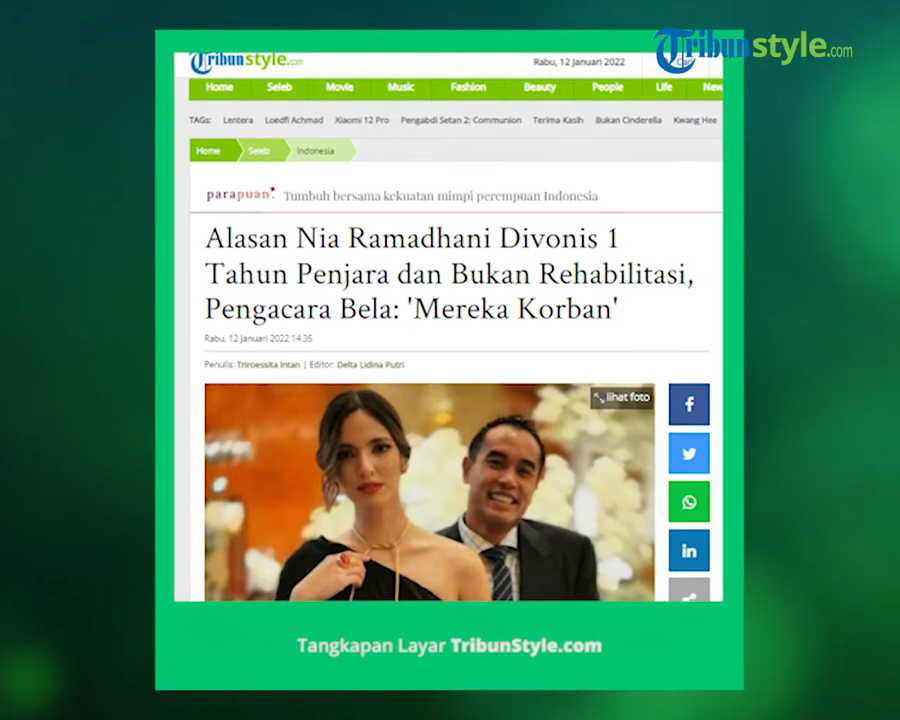 Tribunstyle.com
Tribunstyle.com
Rabu, 12 Januari 2022
Cari
Home Seleb Movie Music Fashion Beauty People Life New
TAGs: Lentera Loedfi Achmad Xiaomi 12 Pro Pengabdi Setan 2: Communion Terima Kasih Bukan Cinderella Kwang Hee
Home Seleb Indonesia
parapuan. Tumbuh bersama kekuatan mimpi perempuan Indonesia
Alasan Nia Ramadhani Divonis 1
Tahun Penjara dan Bukan Rehabilitasi,
Pengacara Bela: 'Mereka Korban'
Rabu, 12 Januari 2022 14:35
Penulis: Triroessita Intan | Editor: Delta Lidina Putri
lihat foto
Tangkapan Layar TribunStyle.com